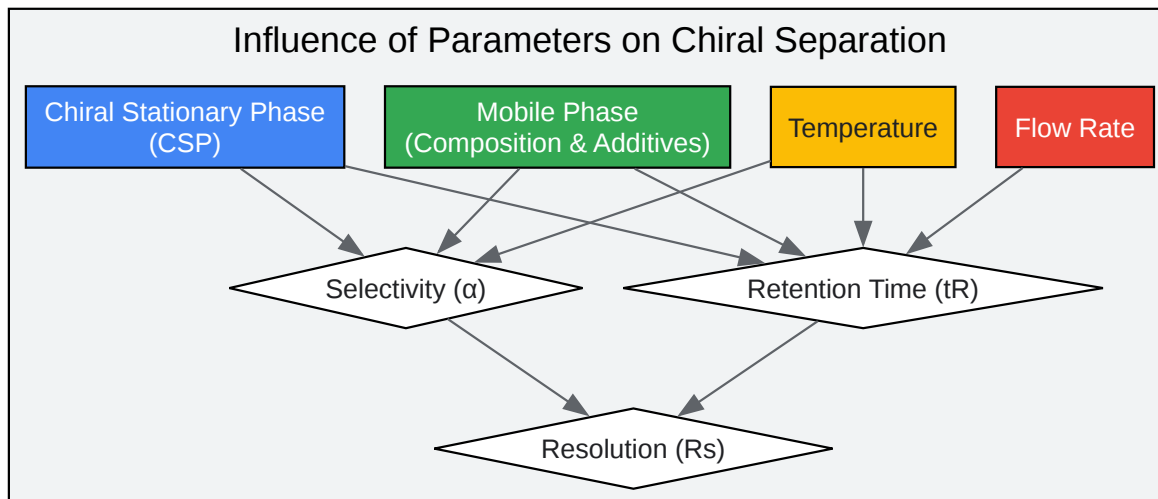 Influence of Parameters on Chiral Separation
Chiral Stationary Phase
(CSP)
Mobile Phase
(Composition & Additives)
Temperature
Flow Rate
Selectivity (α)
Retention Time (tR)
Resolution (Rs)